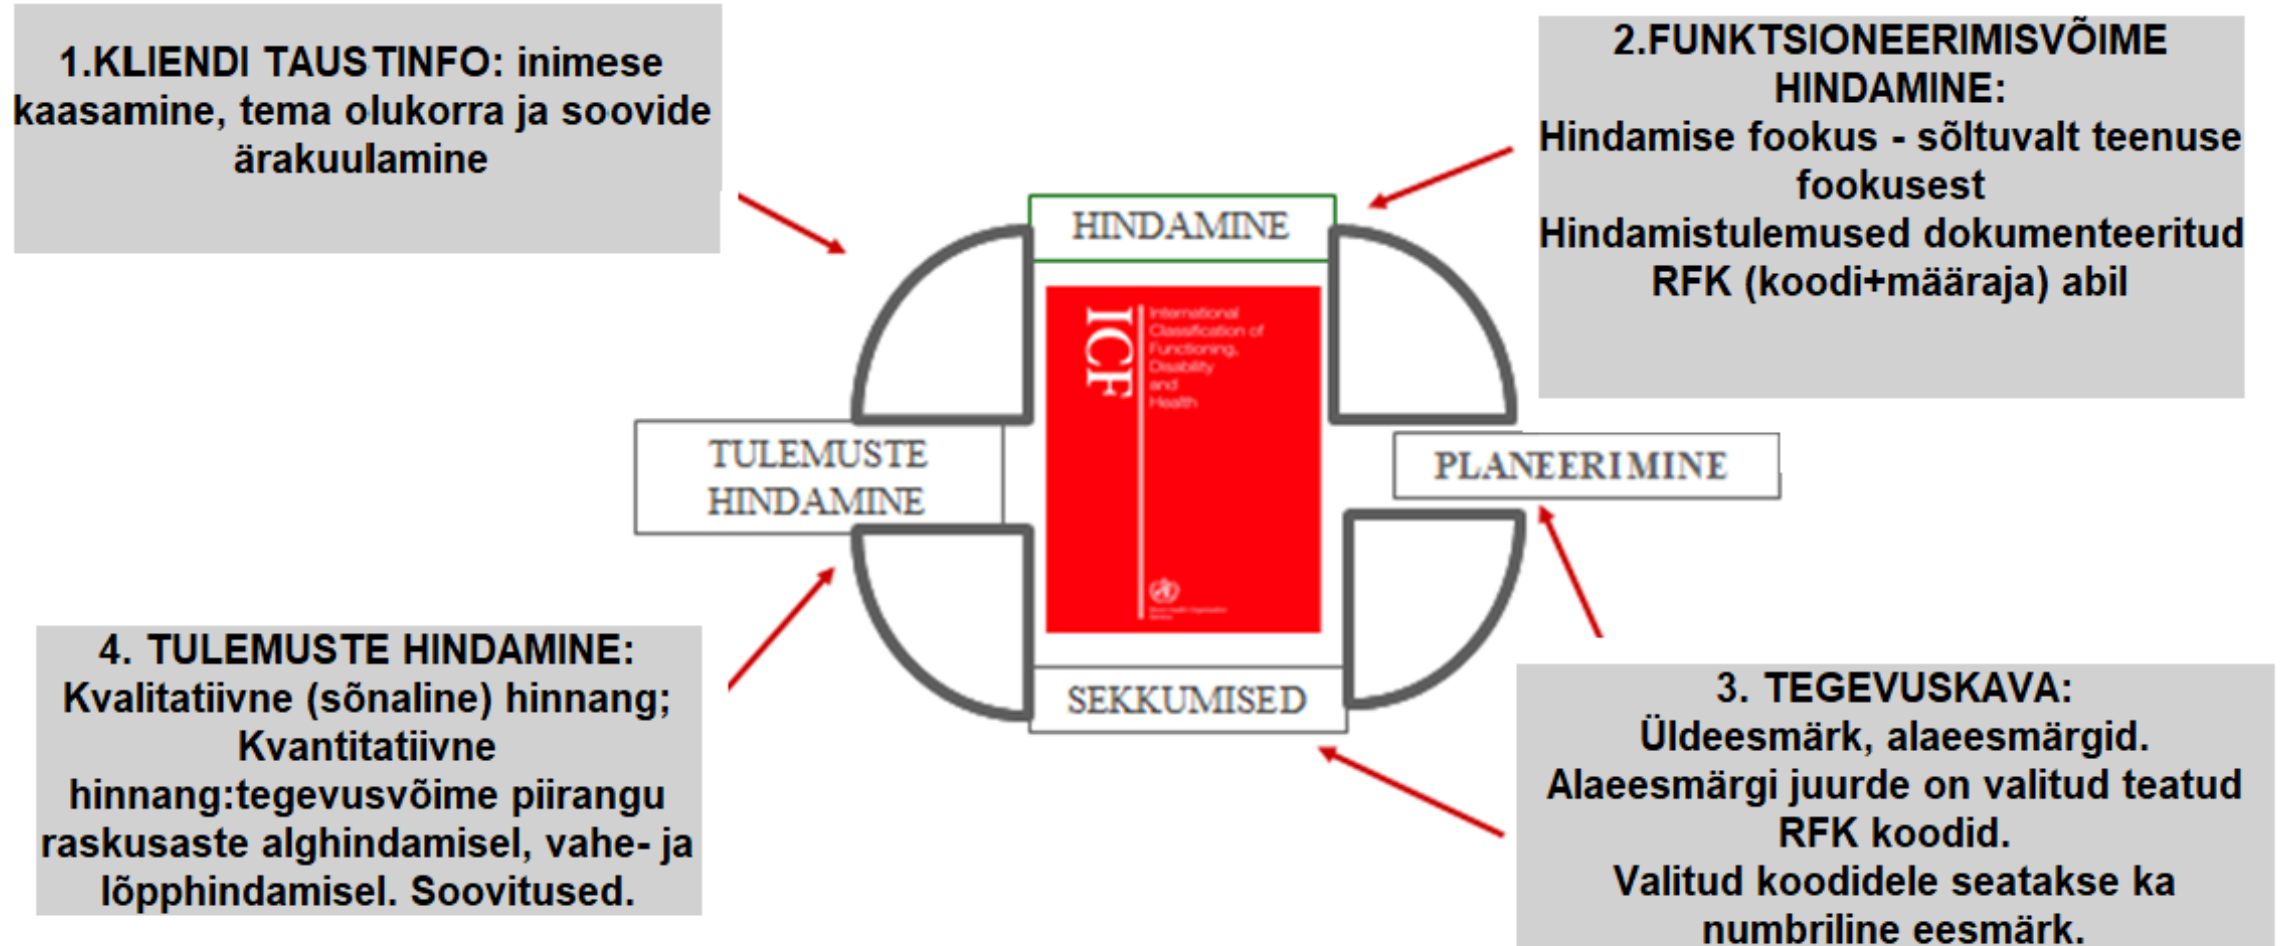 1.KLIENDI TAUSTINFO: inimese
kaasamine, tema olukorra ja soovide
ärakuulamine
2.FUNKTSIONEERIMISVÕIME
HINDAMINE:
Hindamise fookus - sõltuvalt teenuse
fookusest
Hindamistulemused dokumenteeritud
RFK (koodi+määraja) abil
HINDAMINE
ICF
International
Classification of
Functioning,
Disability
and
Health
TULEMUSTE
HINDAMINE
PLANEERIMINE
SEKKUMISED
4. TULEMUSTE HINDAMINE:
Kvalitatiivne (sõnaline) hinnang;
Kvantitatiivne
hinnang:tegevusvõime piirangu
raskusaste alghindamisel, vahe- ja
lõpphindamisel. Soovitused.
3. TEGEVUSKAVA:
Üldeesmärk, alaeesmärgid.
Alaeesmärgi juurde on valitud teatud
RFK koodid.
Valitud koodidele seatakse ka
numbriline eesmärk.